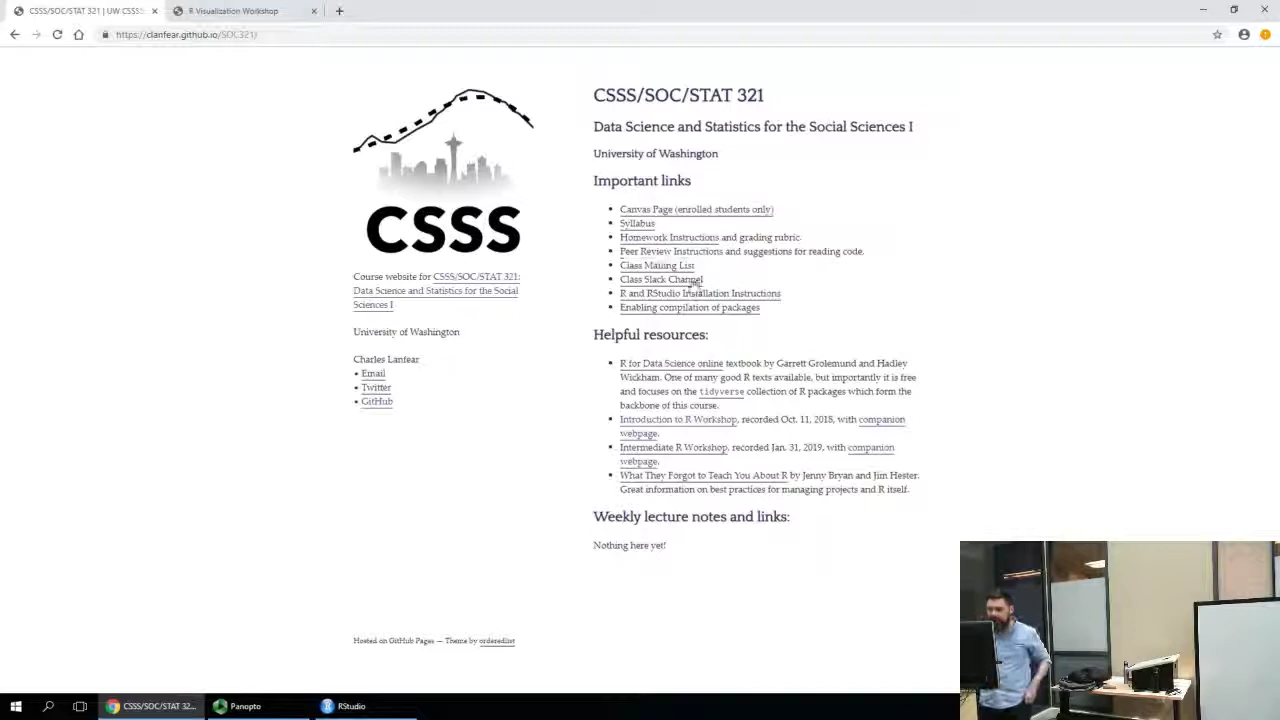 CSSS/SOC/STAT 321 | UW CSSS
R Visualization Workshop
https://clanfear.github.io/SOC321/
CSSS
Course website for CSSS/SOC/STAT 321:
Data Science and Statistics for the Social
Sciences I
University of Washington
Charles Lanfear
• Email
• Twitter
• GitHub
Hosted on GitHub Pages — Theme by orderedlist
CSSS/SOC/STAT 321
Data Science and Statistics for the Social Sciences I
University of Washington
Important links
• Canvas Page (enrolled students only)
• Syllabus
• Homework Instructions and grading rubric.
• Peer Review Instructions and suggestions for reading code.
• Class Mailing List
• Class Slack Channel
• R and RStudio Installation Instructions
• Enabling compilation of packages
Helpful resources:
• R for Data Science online textbook by Garrett Grolemund and Hadley
Wickham. One of many good R texts available, but importantly it is free
and focuses on the tidyverse collection of R packages which form the
backbone of this course.
• Introduction to R Workshop, recorded Oct. 11, 2018, with companion
webpage.
• Intermediate R Workshop, recorded Jan. 31, 2019, with companion
webpage.
• What They Forgot to Teach You About R by Jenny Bryan and Jim Hester.
Great information on best practices for managing projects and R itself.
Weekly lecture notes and links:
Nothing here yet!
CSSS/SOC/STAT 32...
Panopto
RStudio